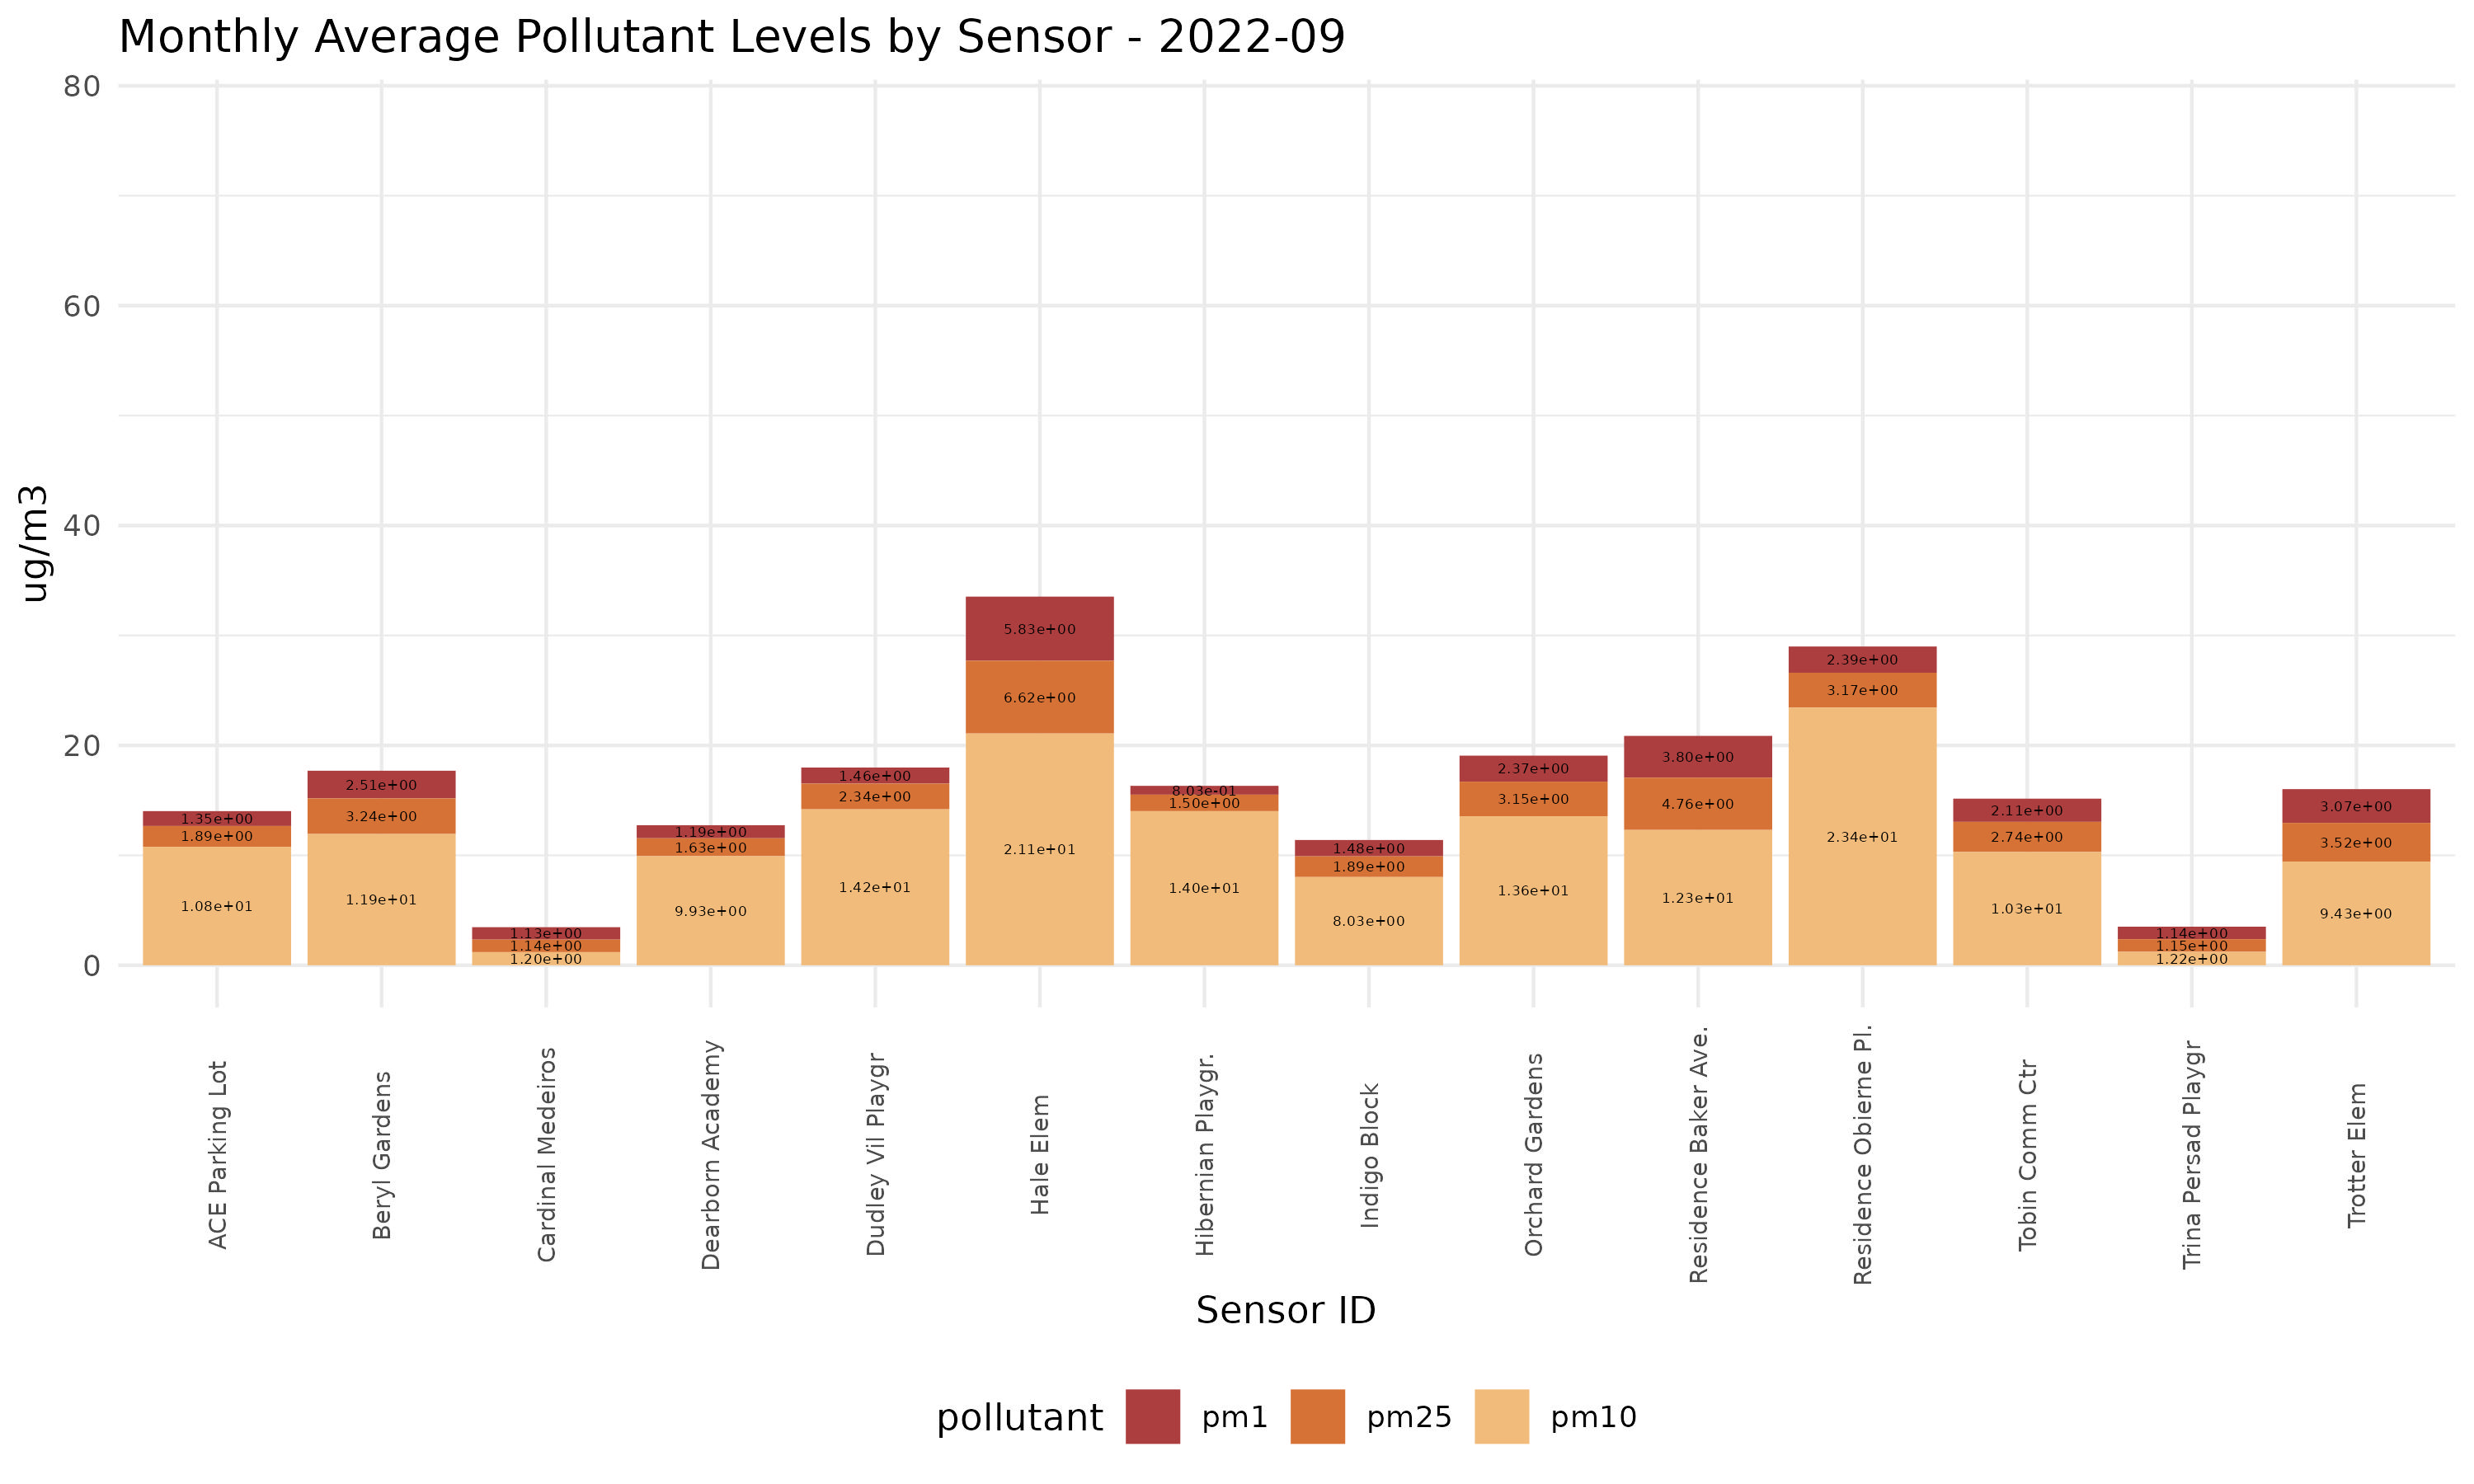 Monthly Average Pollutant Levels by Sensor - 2022-09
80
60
40
20
0
ug/m3
1.35e+00
1.89e+00
1.08e+01
2.51e+00
3.24e+00
1.19e+01
1.13e+00
1.14e+00
1.20e+00
1.19e+00
1.63e+00
9.93e+00
1.46e+00
2.34e+00
1.42e+01
5.83e+00
6.62e+00
2.11e+01
8.03e-01
1.50e+00
1.40e+01
1.48e+00
1.89e+00
8.03e+00
2.37e+00
3.15e+00
1.36e+01
3.80e+00
4.76e+00
1.23e+01
2.39e+00
3.17e+00
2.34e+01
2.11e+00
2.74e+00
1.03e+01
1.14e+00
1.15e+00
1.22e+00
3.07e+00
3.52e+00
9.43e+00
ACE Parking Lot
Beryl Gardens
Cardinal Medeiros
Dearborn Academy
Dudley Vil Playgr
Hale Elem
Hibernian Playgr.
Indigo Block
Orchard Gardens
Residence Baker Ave.
Residence Obierne Pl.
Tobin Comm Ctr
Trina Persad Playgr
Trotter Elem
Sensor ID
pollutant pm1 pm25 pm10